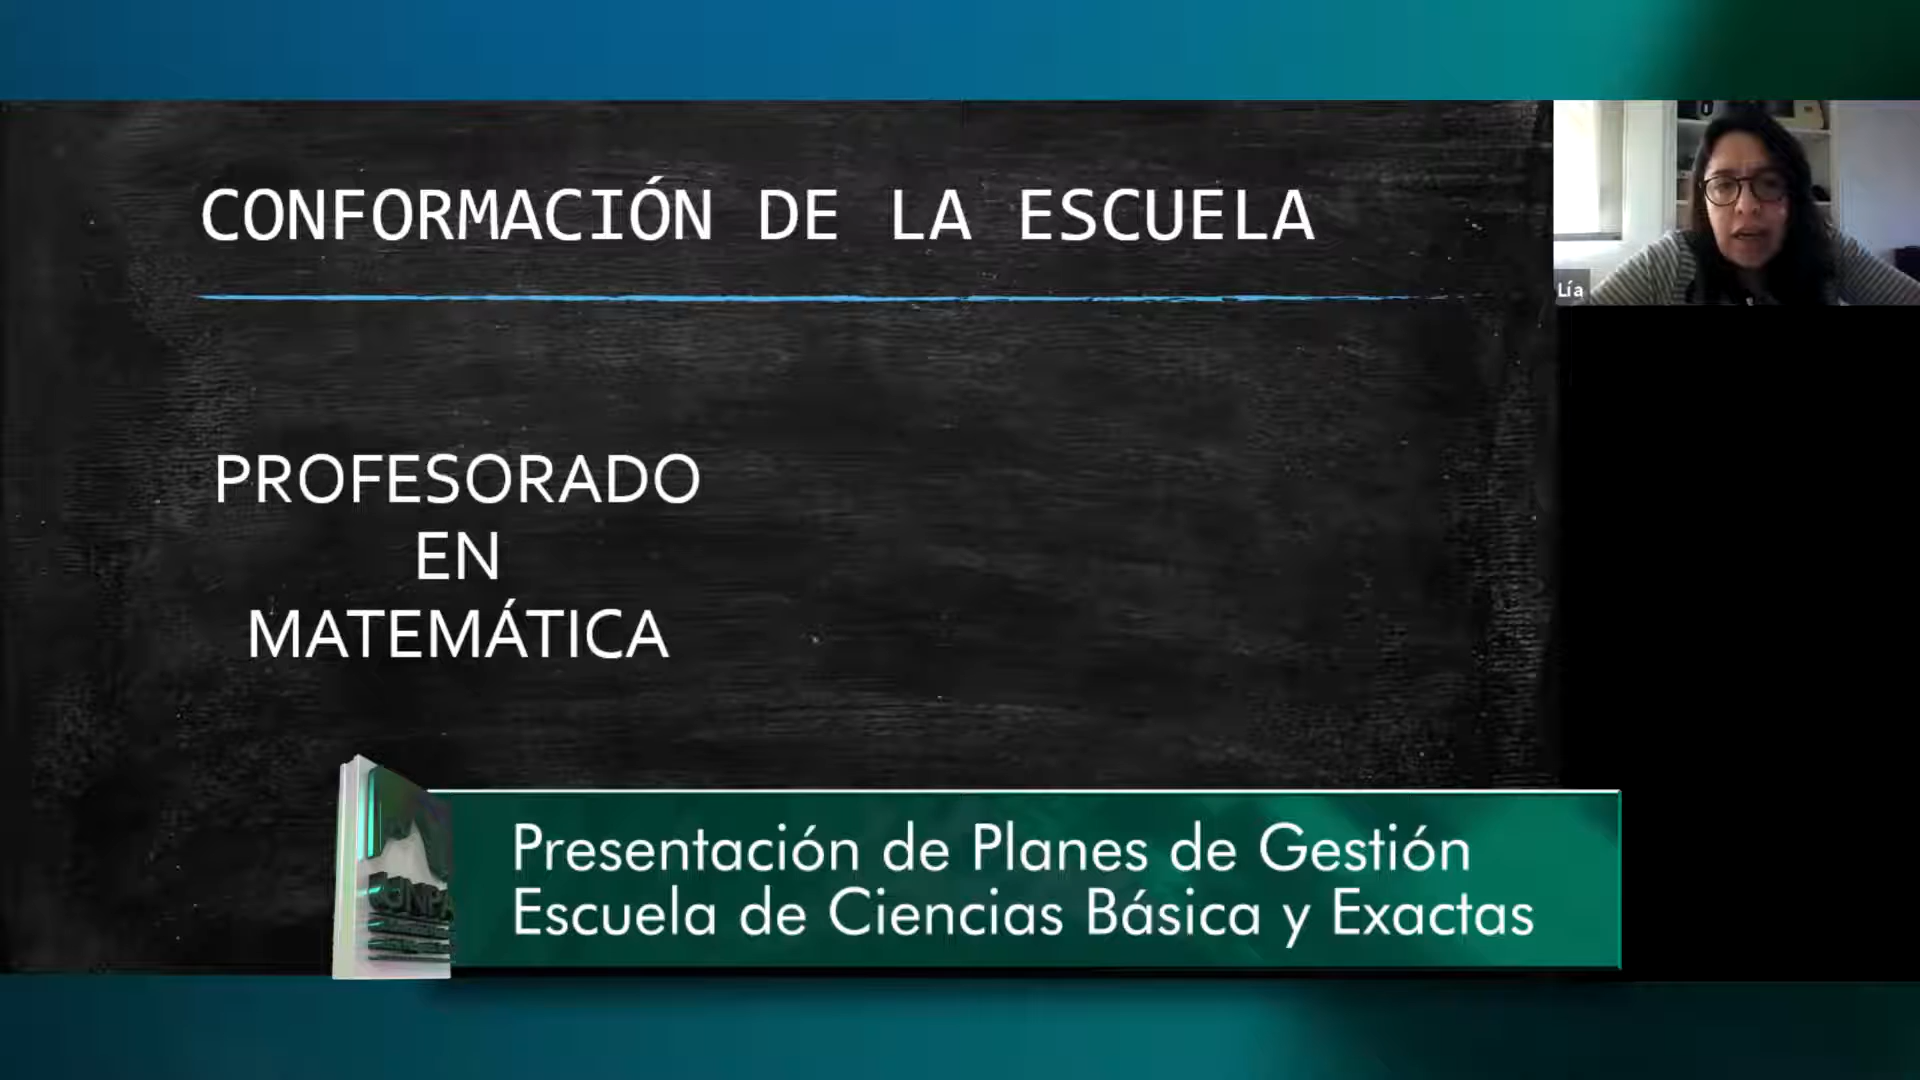 CONFORMACIÓN DE LA ESCUELA
Lía
PROFESORADO
EN
MATEMÁTICA
Presentación de Planes de Gestión
Escuela de Ciencias Básica y Exactas